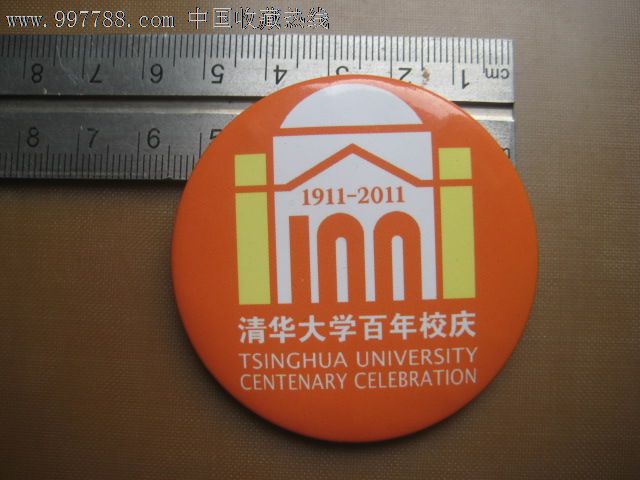 www.997788.com 中国收藏热线
8 7 6 5 3 2 1 cm
8 7 6 5
1911-2011
100
清华大学百年校庆
TSINGHUA UNIVERSITY
CENTENARY CELEBRATION